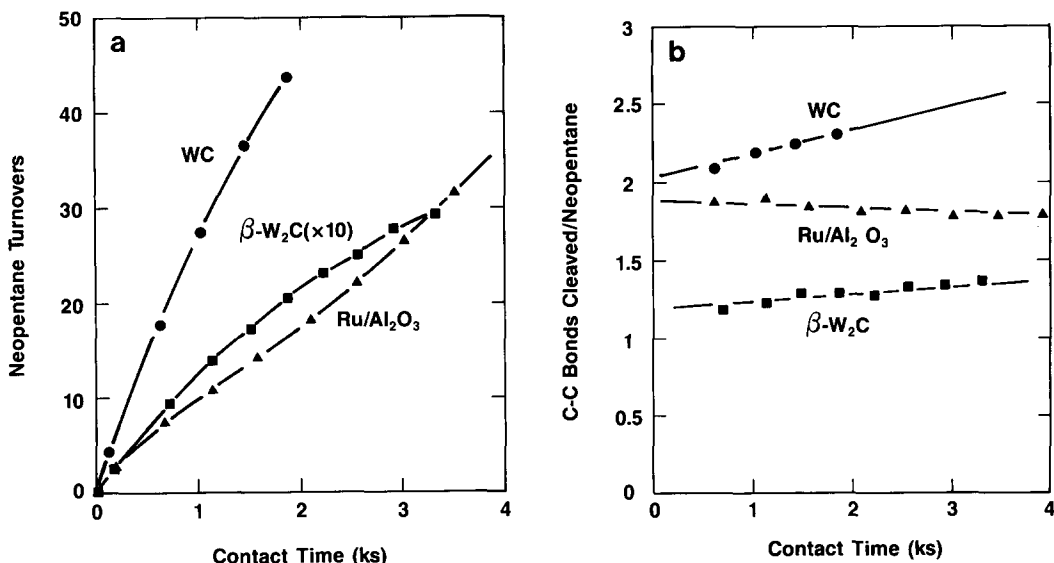 a
50
40
30
20
10
0
Neopentane Turnovers
WC
β-W₂C(×10)
Ru/Al₂O₃
0 1 2 3 4
Contact Time (ks)
b
3
2.5
2
1.5
1
0.5
0
C-C Bonds Cleaved/Neopentane
WC
Ru/Al₂ O₃
β-W₂C
0 1 2 3 4
Contact Time (ks)